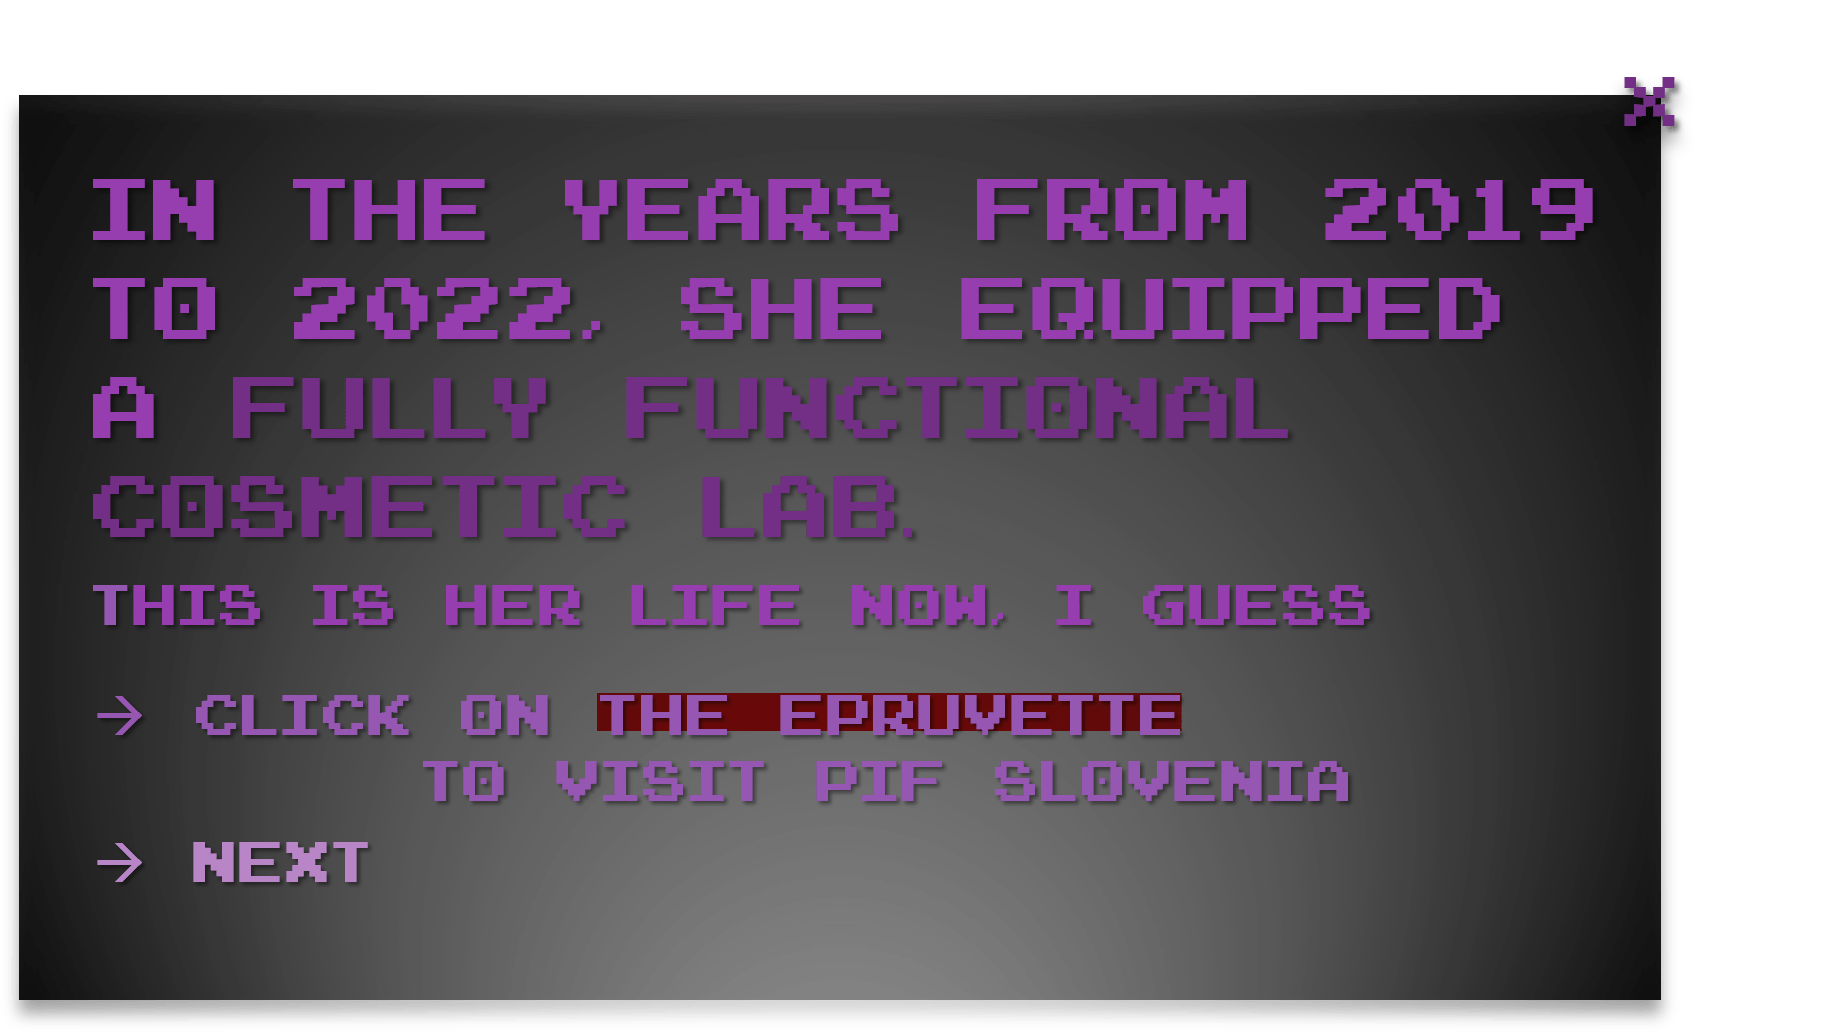 X
IN THE YEARS FROM 2019
TO 2022, SHE EQUIPPED
A FULLY FUNCTIONAL
COSMETIC LAB.
THIS IS HER LIFE NOW, I GUESS
→ CLICK ON THE EPRUVETTE
TO VISIT PIF SLOVENIA
→ NEXT